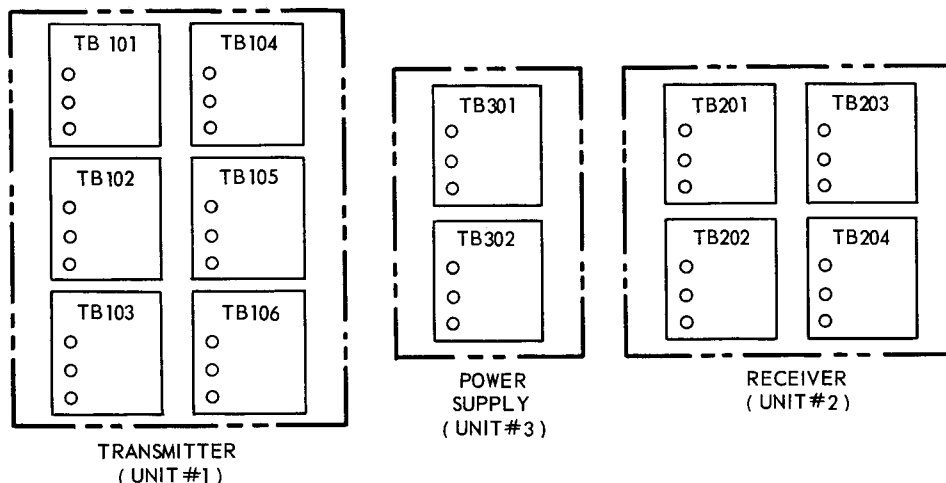 TB 101
TB104
TB102
TB105
TB103
TB106
TRANSMITTER
( UNIT #1 )
TB301
TB302
POWER
SUPPLY
( UNIT#3 )
TB201
TB203
TB202
TB204
RECEIVER
( UNIT#2 )